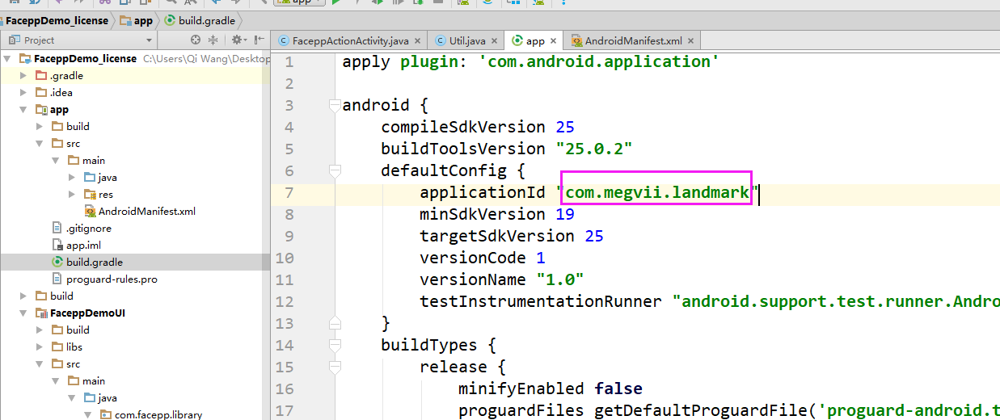 app
FaceppDemo_license
app
build.gradle
Project
FaceppActionActivity.java
Util.java
app
AndroidManifest.xml
FaceppDemo_license C:\Users\Qi Wang\Desktop
.gradle
.idea
app
build
src
main
java
res
AndroidManifest.xml
.gitignore
app.iml
build.gradle
proguard-rules.pro
build
FaceppDemoUI
build
libs
src
main
java
com.facepp.library
1 apply plugin: 'com.android.application'
2
3 android {
4 compileSdkVersion 25
5 buildToolsVersion "25.0.2"
6 defaultConfig {
7 applicationId "com.megvii.landmark"
8 minSdkVersion 19
9 targetSdkVersion 25
10 versionCode 1
11 versionName "1.0"
12 testInstrumentationRunner "android.support.test.runner.Andro
13 }
14 buildTypes {
15 release {
16 minifyEnabled false
17 proguardFiles getDefaultProguardFile('proguard-android.t